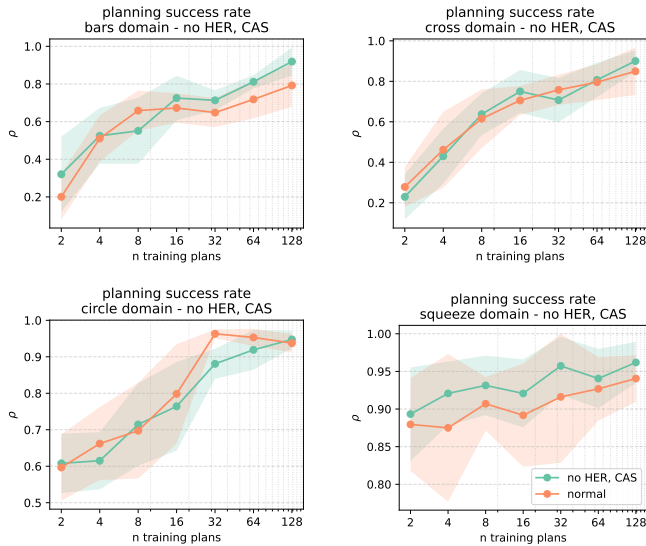 planning success rate
bars domain - no HER, CAS
1.0
0.8
0.6
0.4
0.2
ρ
2 4 8 16 32 64 128
n training plans
planning success rate
cross domain - no HER, CAS
1.0
0.8
0.6
0.4
0.2
ρ
2 4 8 16 32 64 128
n training plans
planning success rate
circle domain - no HER, CAS
1.0
0.9
0.8
0.7
0.6
0.5
ρ
2 4 8 16 32 64 128
n training plans
planning success rate
squeeze domain - no HER, CAS
1.00
0.95
0.90
0.85
0.80
ρ
no HER, CAS
normal
2 4 8 16 32 64 128
n training plans